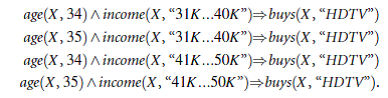 age(X, 34) ∧ income(X, “31K...40K”)⇒buys(X, “HDTV”)
age(X, 35) ∧ income(X, “31K...40K”)⇒buys(X, “HDTV”)
age(X, 34) ∧ income(X, “41K...50K”)⇒buys(X, “HDTV”)
age(X, 35) ∧ income(X, “41K...50K”)⇒buys(X, “HDTV”).